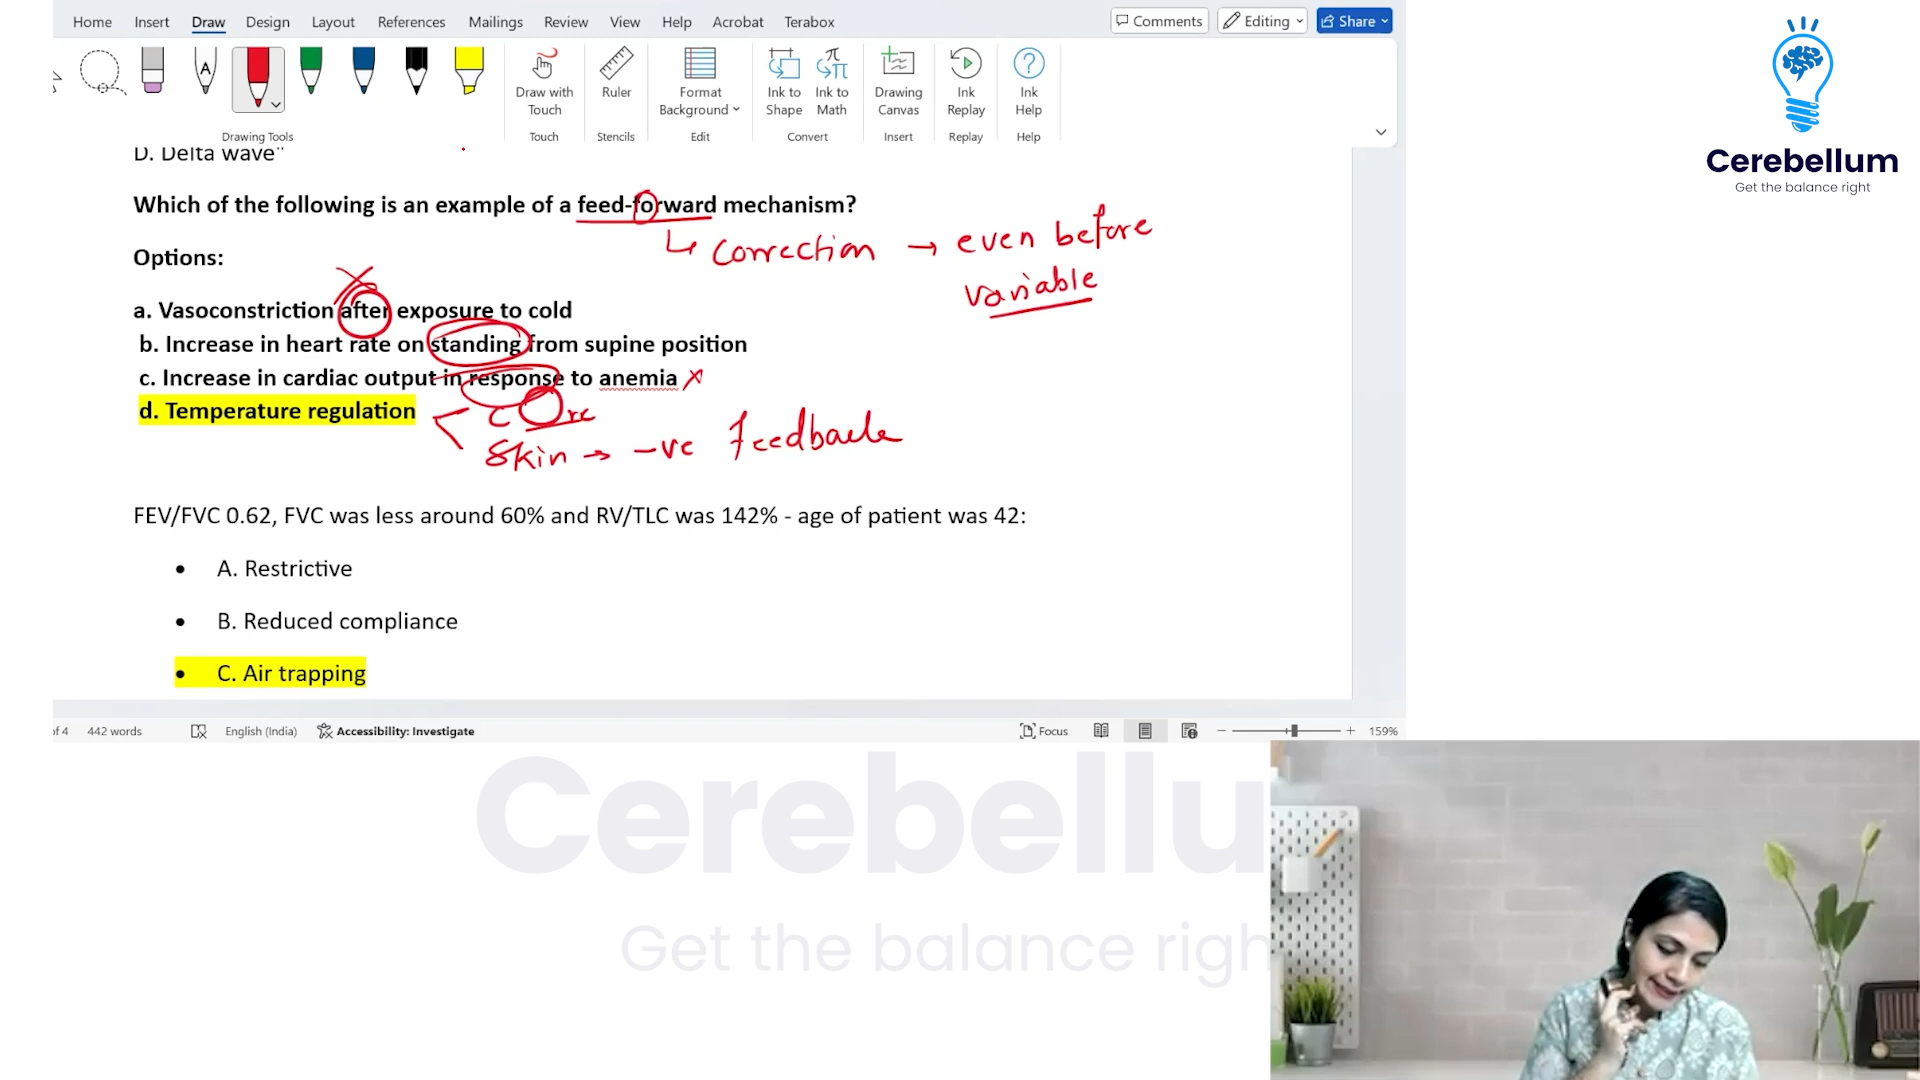 Home Insert Draw Design Layout References Mailings Review View Help Acrobat Terabox Comments Editing Share
A
Draw with Touch
Ruler
Format Background
Ink to Shape
Ink to Math
Drawing Canvas
Ink Replay
Ink Help
Drawing Tools Touch Stencils Edit Convert Insert Replay Help
Cerebellum
Get the balance right
D. Delta wave"
Which of the following is an example of a feed-forward mechanism?
correction → even before
variable
Options:
a. Vasoconstriction after exposure to cold
b. Increase in heart rate on standing from supine position
c. Increase in cardiac output in response to anemia x
d. Temperature regulation
Core
Skin → -ve feedback
FEV/FVC 0.62, FVC was less around 60% and RV/TLC was 142% - age of patient was 42:
• A. Restrictive
• B. Reduced compliance
• C. Air trapping
of 4 442 words English (India) Accessibility: Investigate Focus 159%
Cerebellu
Get the balance righ